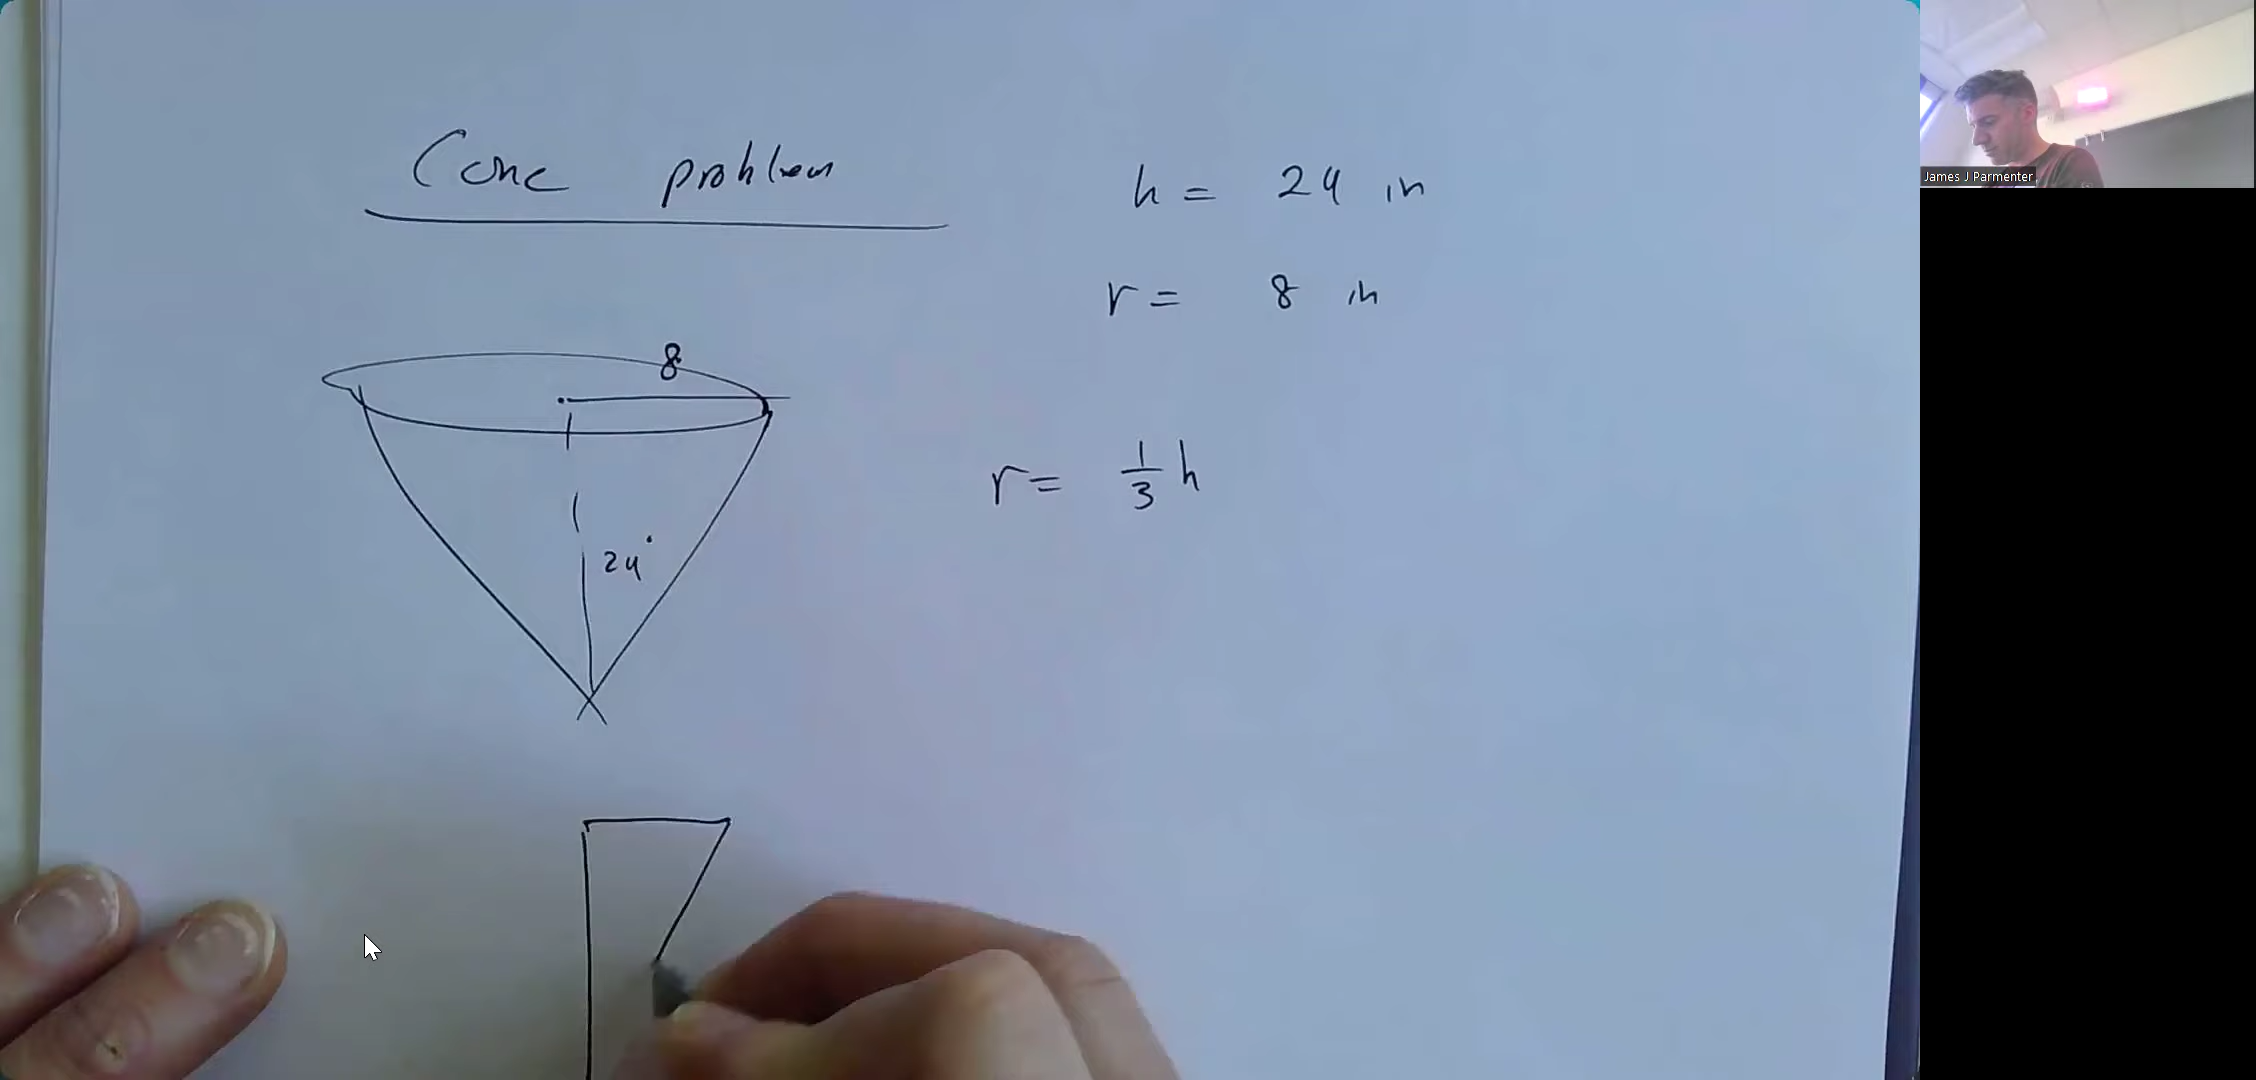 Cone problem
h = 24 in
r = 8 in
8
r = 1/3 h
24"
James J Parmenter